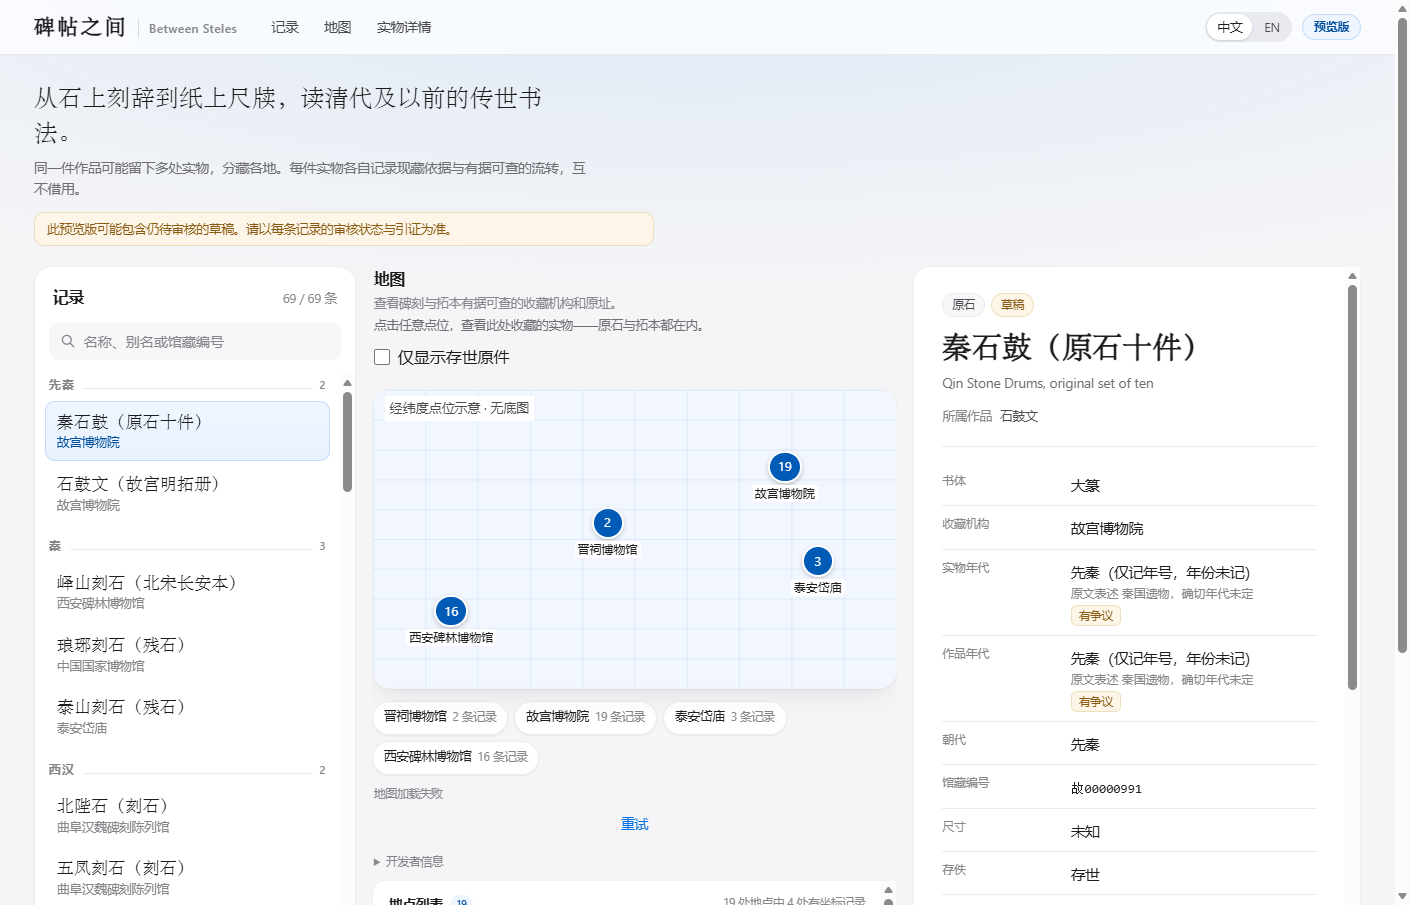 碑帖之间 Between Steles 记录 地图 实物详情 中文 EN 预览版
从石上刻辞到纸上尺牍，读清代及以前的传世书
法。
同一件作品可能留下多处实物，分藏各地。每件实物各自记录现藏依据与有据可查的流转，互
不借用。
此预览版可能包含仍待审核的草稿。请以每条记录的审核状态与引证为准。
记录 69 / 69 条
名称、别名或馆藏编号
先秦 2
秦石鼓（原石十件）
故宫博物院
石鼓文（故宫明拓册）
故宫博物院
秦 3
峄山刻石（北宋长安本）
西安碑林博物馆
琅琊刻石（残石）
中国国家博物馆
泰山刻石（残石）
泰安岱庙
西汉 2
北陛石（刻石）
曲阜汉魏碑刻陈列馆
五凤刻石（刻石）
曲阜汉魏碑刻陈列馆
地图
查看碑刻与拓本有据可查的收藏机构和原址。
点击任意点位，查看此处收藏的实物——原石与拓本都在内。
仅显示存世原件
经纬度点位示意 · 无底图
19
故宫博物院
2
晋祠博物馆
3
泰安岱庙
16
西安碑林博物馆
晋祠博物馆 2 条记录 故宫博物院 19 条记录 泰安岱庙 3 条记录
西安碑林博物馆 16 条记录
地图加载失败
重试
开发者信息
地点列表 19 19 处地点中 4 处有坐标记录
原石 草稿
秦石鼓（原石十件）
Qin Stone Drums, original set of ten
所属作品 石鼓文
书体 大篆
收藏机构 故宫博物院
实物年代 先秦（仅记年号，年份未记）
原文表述 秦国遗物，确切年代未定
有争议
作品年代 先秦（仅记年号，年份未记）
原文表述 秦国遗物，确切年代未定
有争议
朝代 先秦
馆藏编号 故00000991
尺寸 未知
存佚 存世